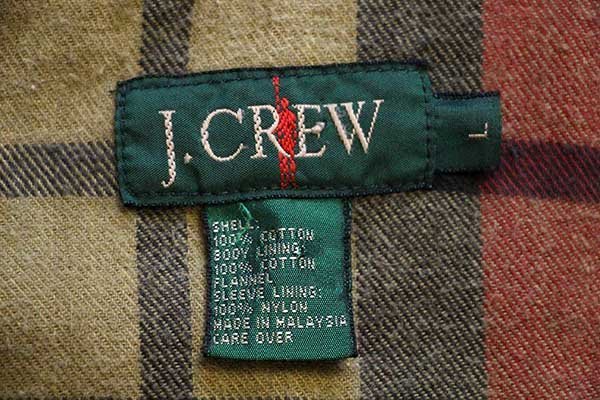 J.CREW
L
SHELL:
100% COTTON
BODY LINING:
100% COTTON
FLANNEL
SLEEVE LINING:
100% NYLON
MADE IN MALAYSIA
CARE OVER